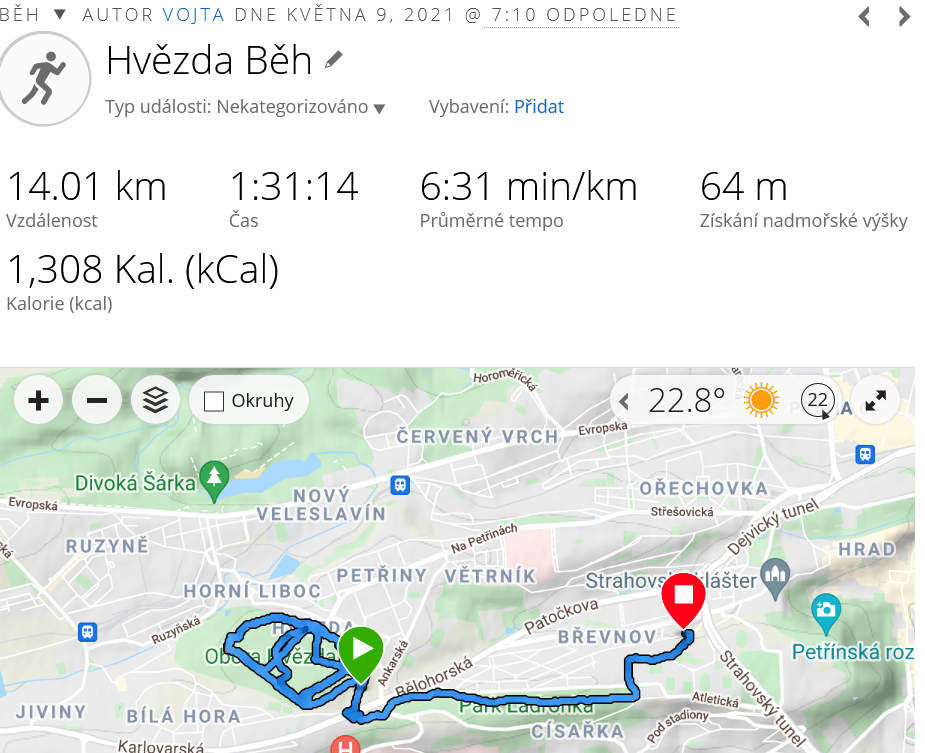 BĚH ▼ AUTOR VOJTA DNE KVĚTNA 9, 2021 @ 7:10 ODPOLEDNE
Hvězda Běh
Typ události: Nekategorizováno ▼ Vybavení: Přidat
14.01 km 1:31:14 6:31 min/km 64 m
Vzdálenost Čas Průměrné tempo Získání nadmořské výšky
1,308 Kal. (kCal)
Kalorie (kcal)
Okruhy
22.8° 22
Horoměřická
Evropská
ČERVENÝ VRCH
Divoká Šárka
NOVÝ
VELESLAVÍN
OŘECHOVKA
Střešovická
Evropská
Dejvický tunel
Na Petřinách
RUZYNĚ
HRAD
PETŘINY VĚTRNÍK
Strahovský klášter
HORNÍ LIBOC
Patočkova
Ruzyňská
BŘEVNOV
Obora Hvězda
Ankarská
Petřínská roz
Bělohorská
Strahovský tunel
Atletická
Park Ladronka
JIVINY
BÍLÁ HORA
Pod stadiony
CÍSAŘKA
Karlovarská
H